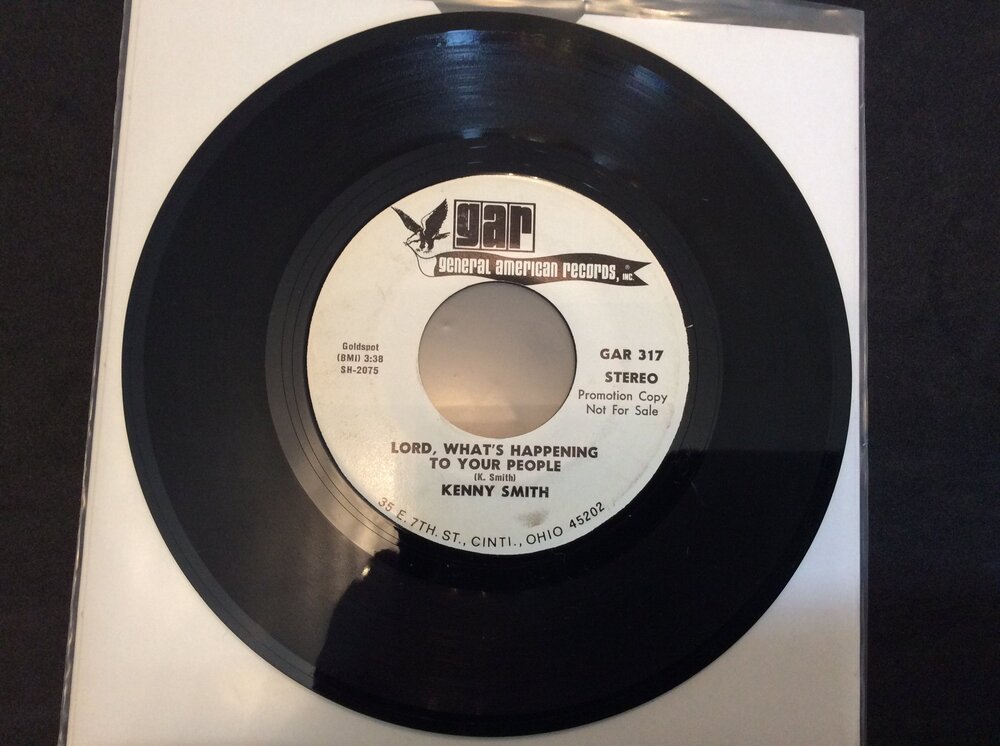 gar
general american records, INC.
®
Goldspot
(BMI) 3:38
SH-2075
GAR 317
STEREO
Promotion Copy
Not For Sale
LORD, WHAT'S HAPPENING
TO YOUR PEOPLE
(K. Smith)
KENNY SMITH
35 E. 7TH. ST., CINTI., OHIO 45202